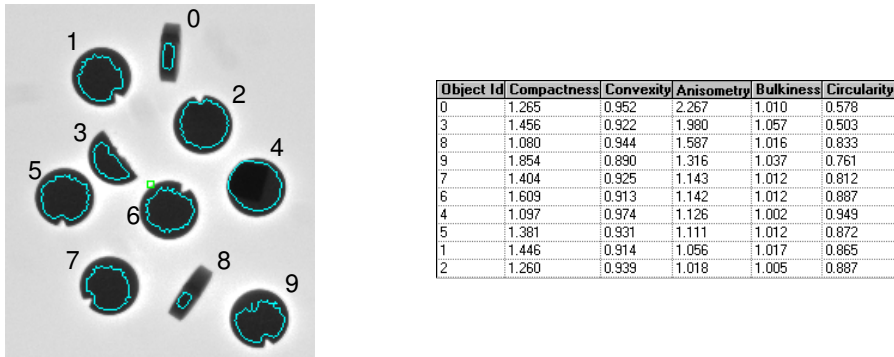 0
1
2
3
4
5
6
7
8
9
Object Id Compactness Convexity Anisometry Bulkiness Circularity
0 1.265 0.952 2.267 1.010 0.578
3 1.456 0.922 1.980 1.057 0.503
8 1.080 0.944 1.587 1.016 0.833
9 1.854 0.890 1.316 1.037 0.761
7 1.404 0.925 1.143 1.012 0.812
6 1.609 0.913 1.142 1.012 0.887
4 1.097 0.974 1.126 1.002 0.949
5 1.381 0.931 1.111 1.012 0.872
1 1.446 0.914 1.056 1.017 0.865
2 1.260 0.939 1.018 1.005 0.887